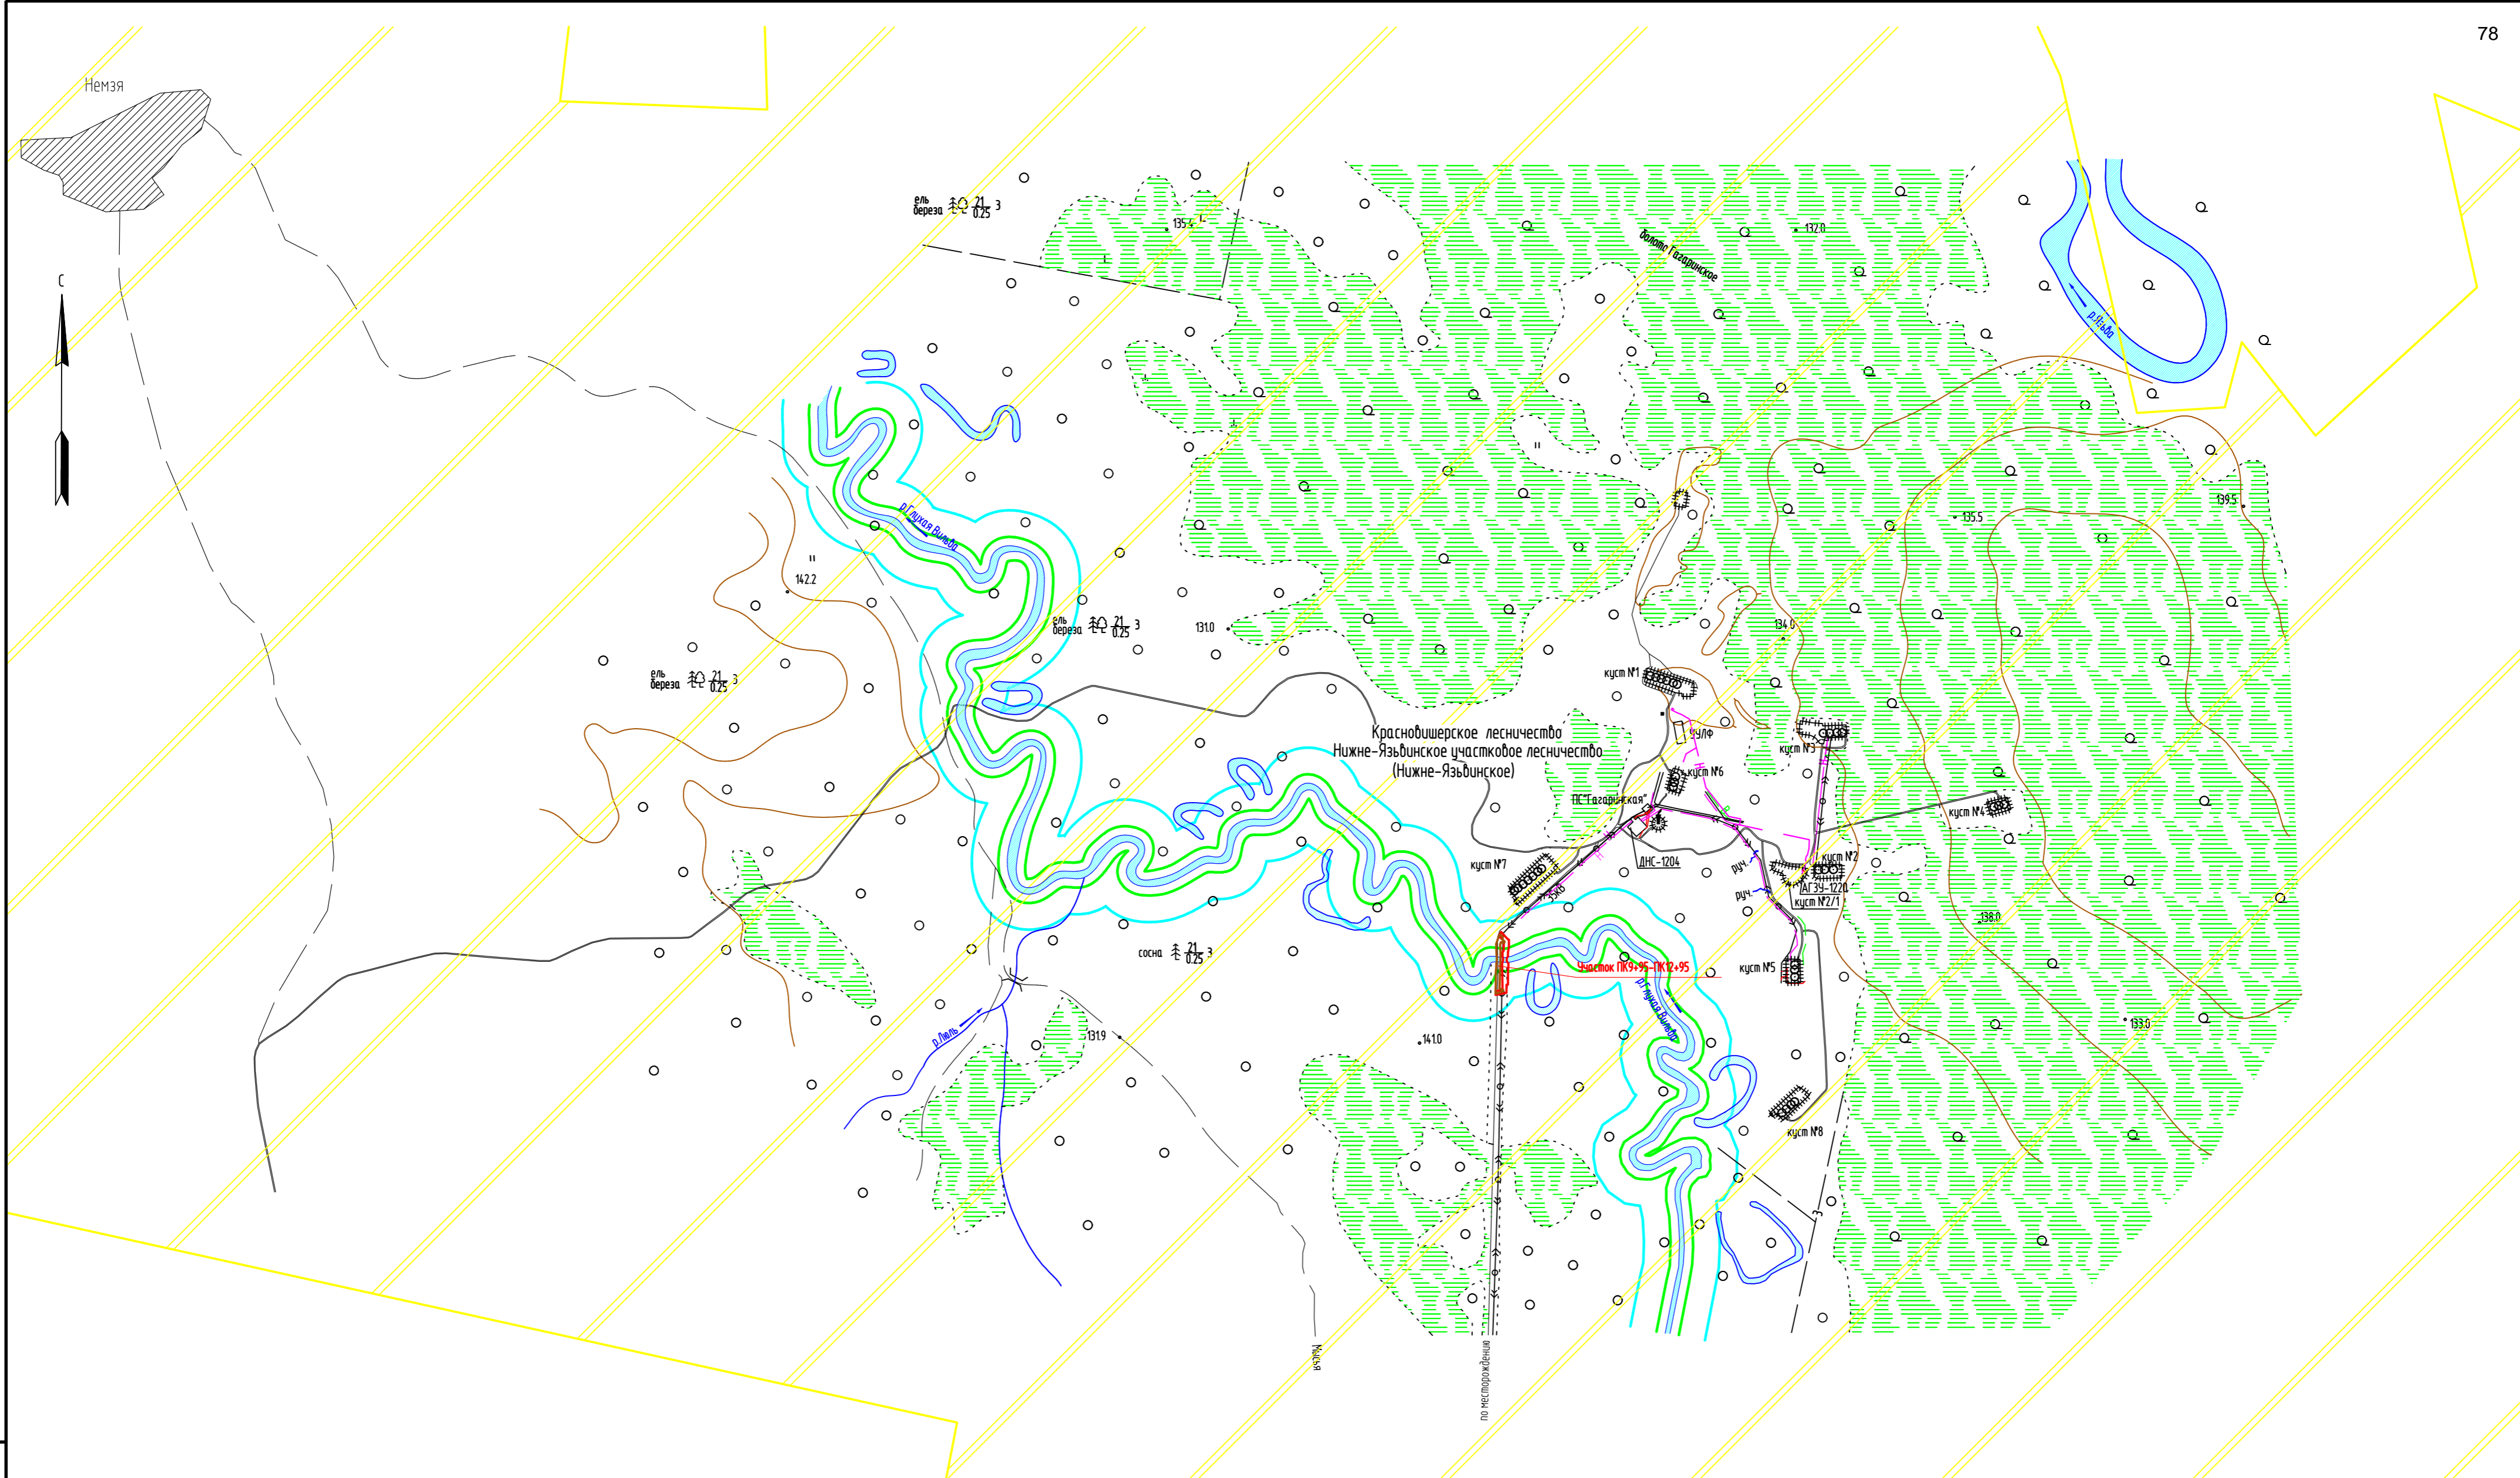 78
Немзя
С
ель
береза
21
0.25
3
135.4
132.0
болото Гагаринское
р.Язьва
р.Глухая Вильва
139.5
135.5
142.2
ель
береза
21
0.25
3
131.0
134.0
ель
береза
21
0.25
3
куст №1
Красновишерское лесничество
Нижне-Язьвинское участковое лесничество
(Нижне-Язьвинское)
УУЛФ
куст №3
куст №6
ПС"Гагаринская"
куст №4
куст №7
ДНС-1204
руч.
куст №2
АГЗУ-1220
куст №2/1
руч.
35кВ
138.0
сосна
21
0.25
3
Участок ПК9+95-ПК12+95
куст №5
р.Глухая Вильва
р.Люль
131.9
141.0
133.0
куст №8
3
Мысья
по месторождению